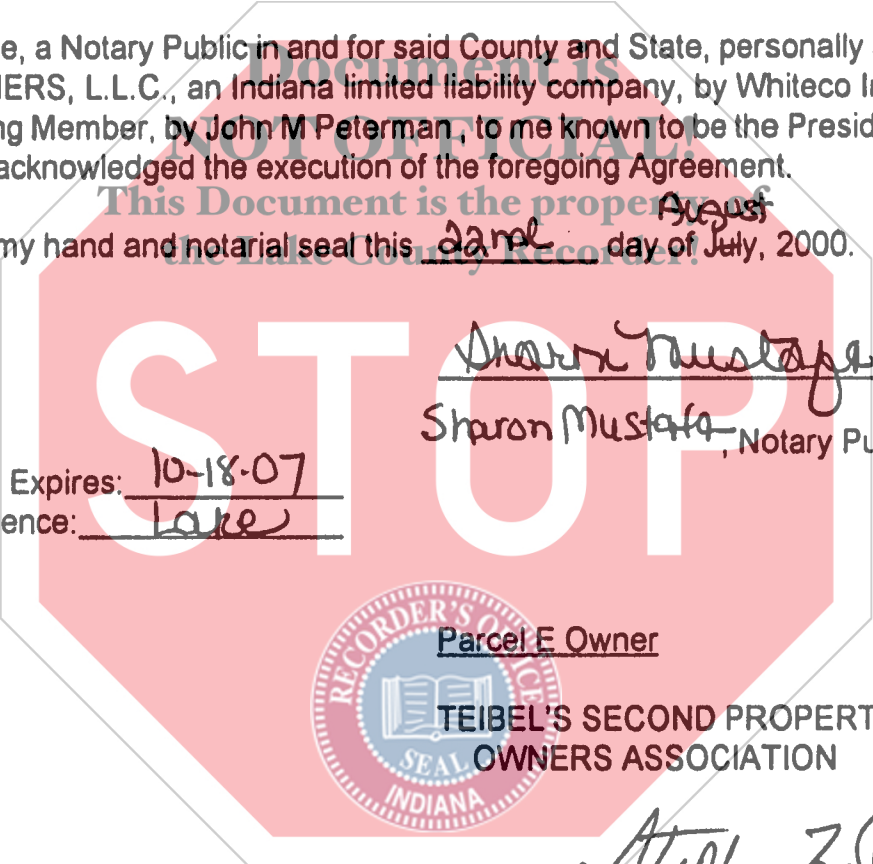 e, a Notary Public in and for said County and State, personally
Document is
IERS, L.L.C., an Indiana limited liability company, by Whiteco I
ng Member, by John M Peterman, to me known to be the Presid
NOT OFFICIAL!
acknowledged the execution of the foregoing Agreement.
This Document is the property of
August
my hand and notarial seal this 22nd day of July, 2000.
the Lake County Recorder!
STOP
Sharon Mustafa
Sharon Mustafa, Notary Pu
Expires: 10-18-07
ence: Lake
RECORDER'S OFFICE
SEAL
INDIANA
Parcel E Owner
TEIBEL'S SECOND PROPERT
OWNERS ASSOCIATION